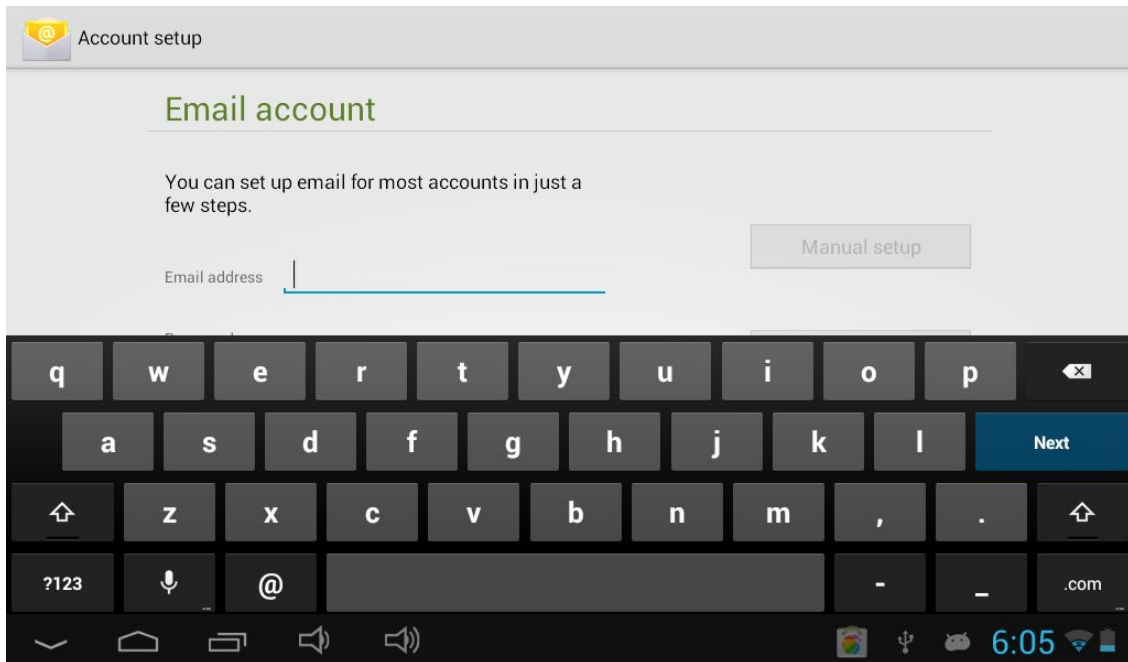 @ Account setup
Email account
You can set up email for most accounts in just a
few steps.
Manual setup
Email address
q w e r t y u i o p
a s d f g h j k l Next
z x c v b n m , .
?123 @ - _ .com
6:05